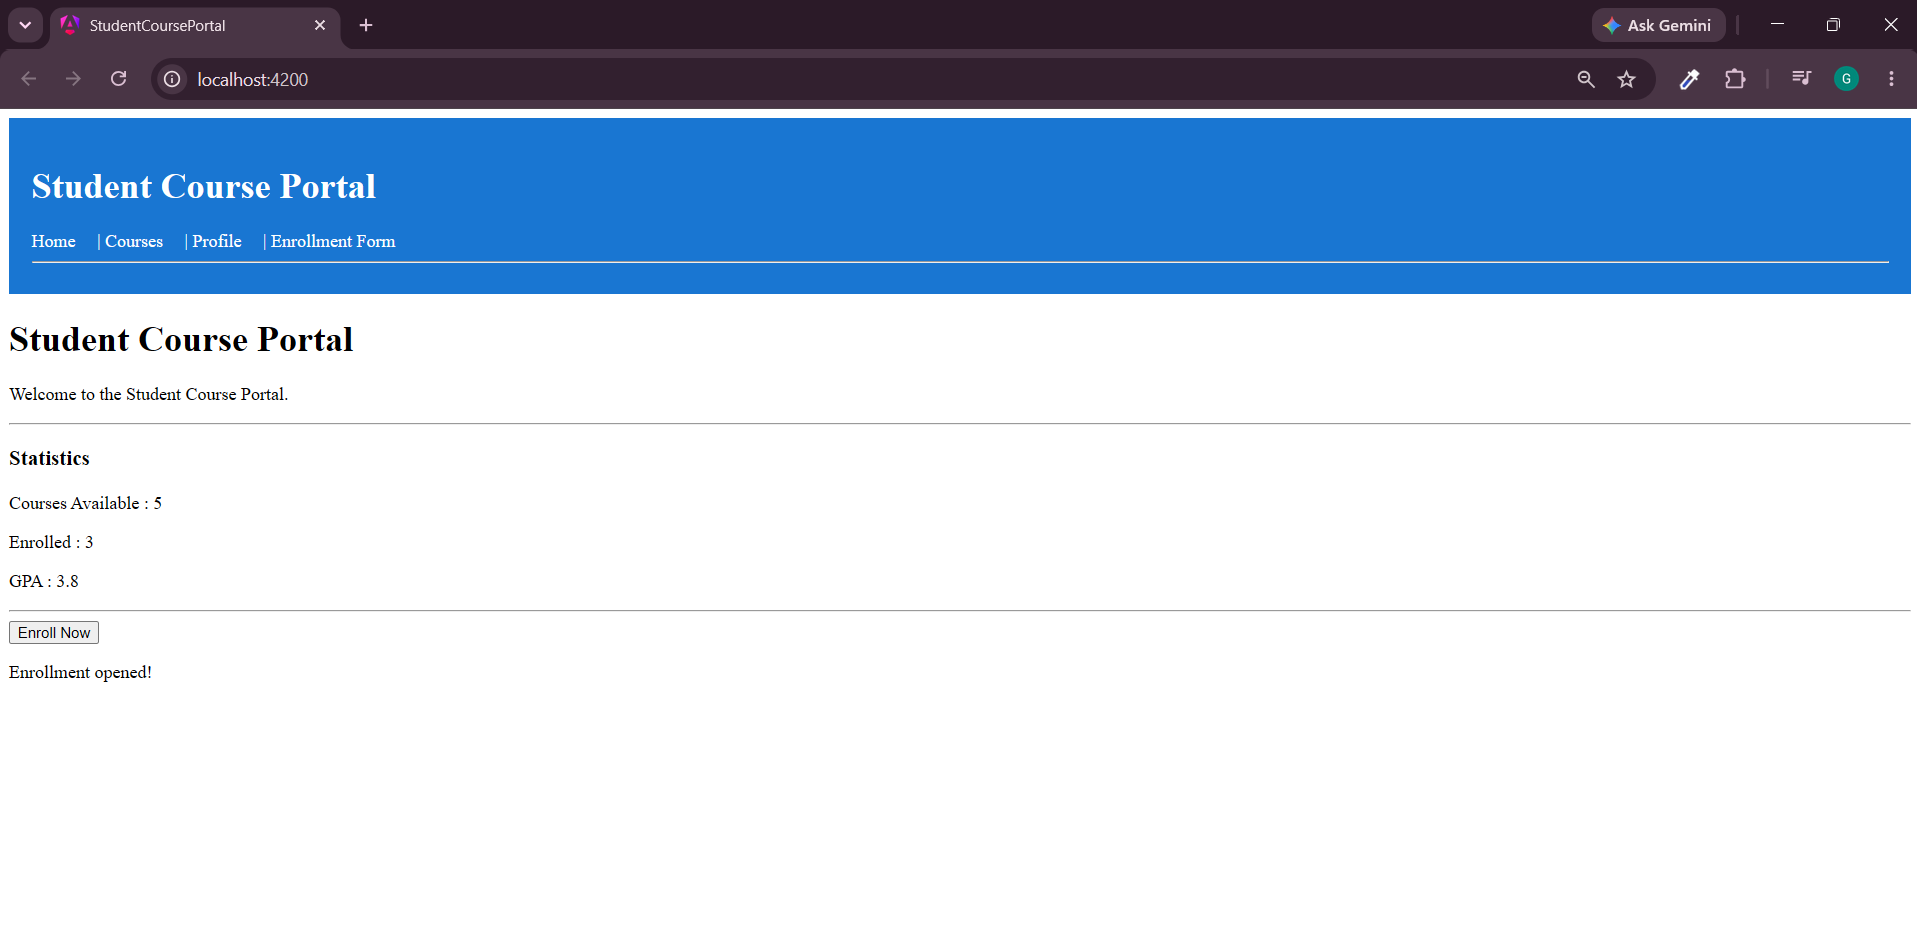 StudentCoursePortal
Ask Gemini
localhost:4200
G
Student Course Portal
Home | Courses | Profile | Enrollment Form
Student Course Portal
Welcome to the Student Course Portal.
Statistics
Courses Available : 5
Enrolled : 3
GPA : 3.8
Enroll Now
Enrollment opened!